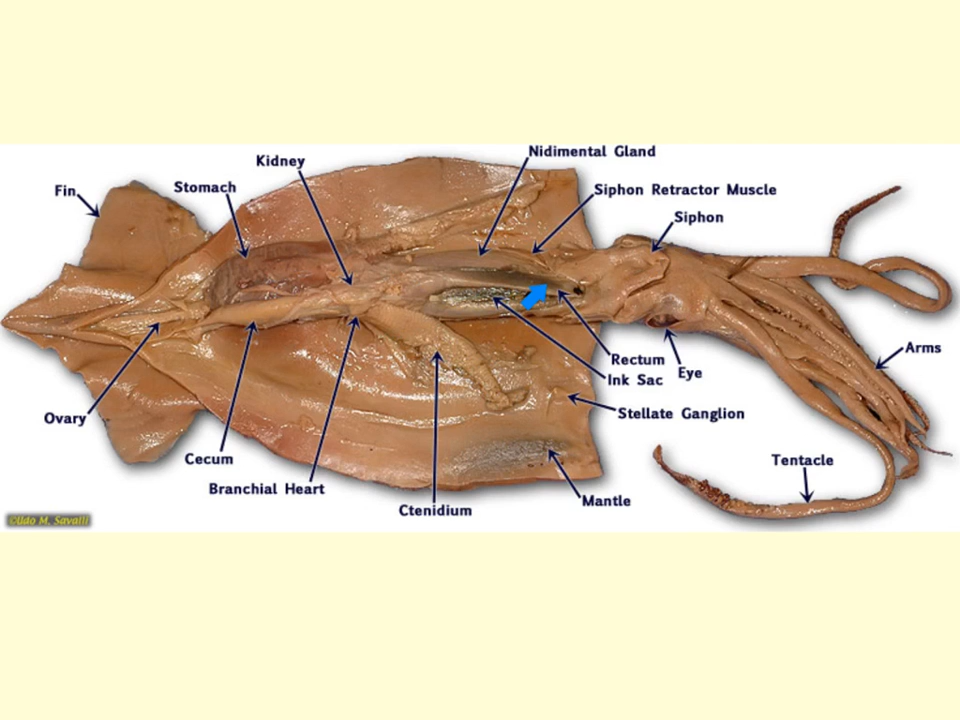 Nidimental Gland
Kidney
Stomach
Fin
Siphon Retractor Muscle
Siphon
Arms
Rectum
Eye
Ink Sac
Stellate Ganglion
Ovary
Cecum
Tentacle
Branchial Heart
Mantle
Ctenidium
©Udo M. Savalli